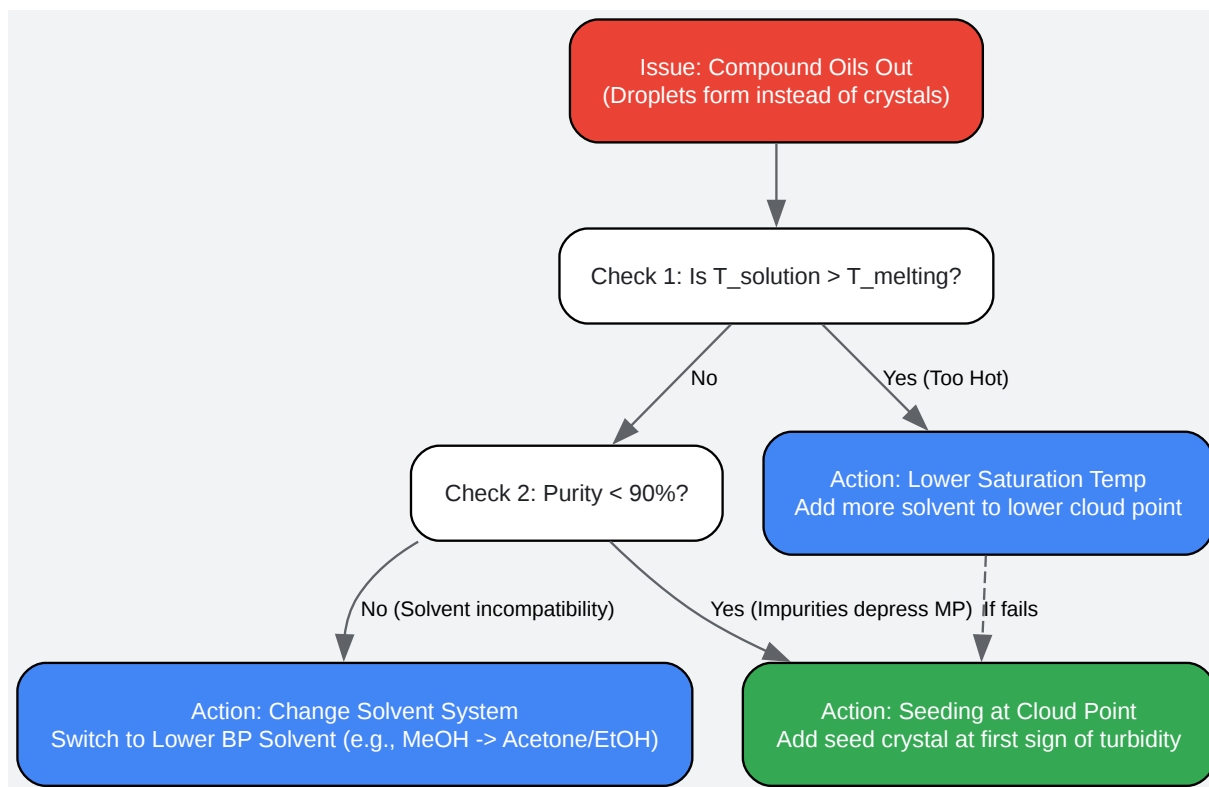 Issue: Compound Oils Out
(Droplets form instead of crystals)
Check 1: Is T_solution > T_melting?
No
Yes (Too Hot)
Check 2: Purity < 90%?
Action: Lower Saturation Temp
Add more solvent to lower cloud point
No (Solvent incompatibility)
Yes (Impurities depress MP)
If fails
Action: Change Solvent System
Switch to Lower BP Solvent (e.g., MeOH -> Acetone/EtOH)
Action: Seeding at Cloud Point
Add seed crystal at first sign of turbidity